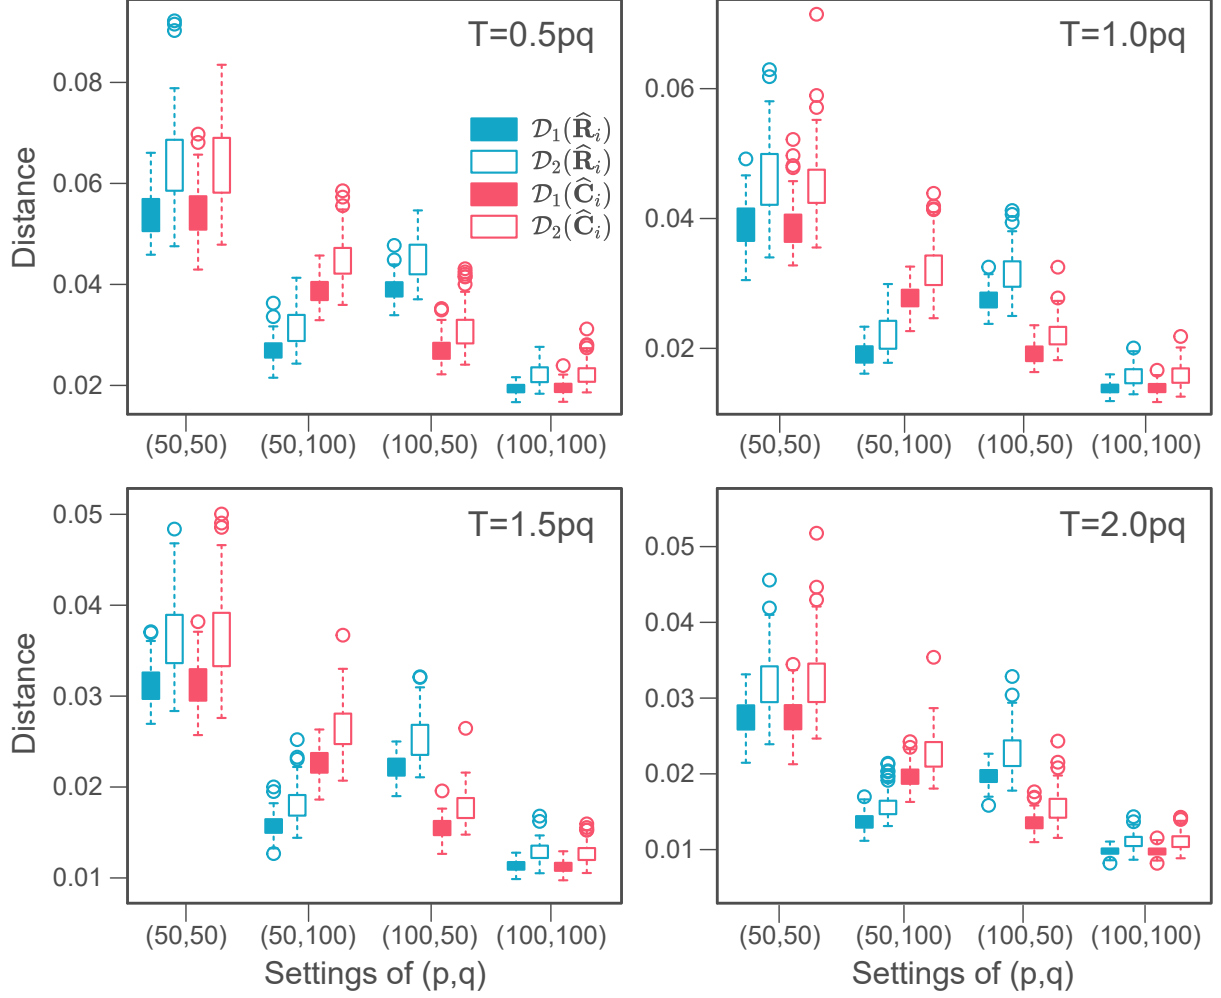 T=0.5pq
0.08
0.06
0.04
0.02
Distance
𝒟₁(R̂ᵢ)
𝒟₂(R̂ᵢ)
𝒟₁(Ĉᵢ)
𝒟₂(Ĉᵢ)
(50,50) (50,100) (100,50) (100,100)
T=1.0pq
0.06
0.04
0.02
(50,50) (50,100) (100,50) (100,100)
T=1.5pq
0.05
0.04
0.03
0.02
0.01
Distance
(50,50) (50,100) (100,50) (100,100)
Settings of (p,q)
T=2.0pq
0.05
0.04
0.03
0.02
0.01
(50,50) (50,100) (100,50) (100,100)
Settings of (p,q)